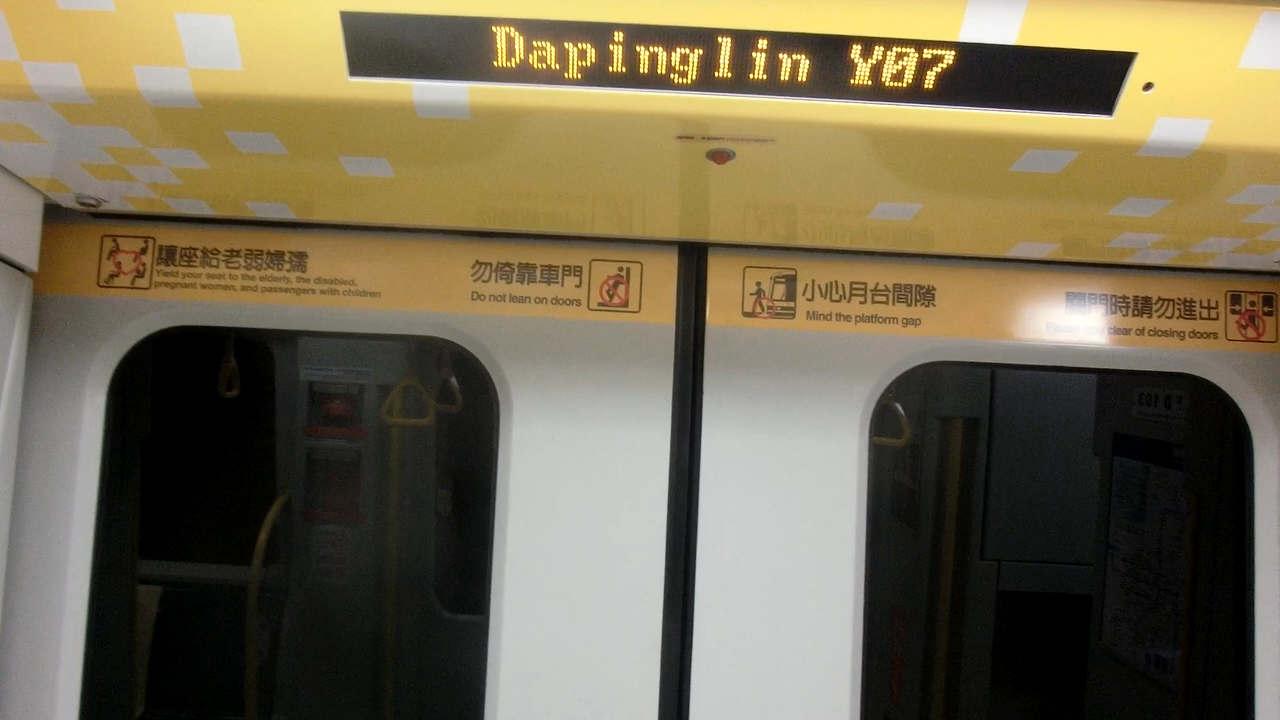 Dapinglin Y07
讓座給老弱婦孺
Yield your seat to the elderly, the disabled,
pregnant women, and passengers with children
勿倚靠車門
Do not lean on doors
小心月台間隙
Mind the platform gap
關門時請勿進出
Please stay clear of closing doors